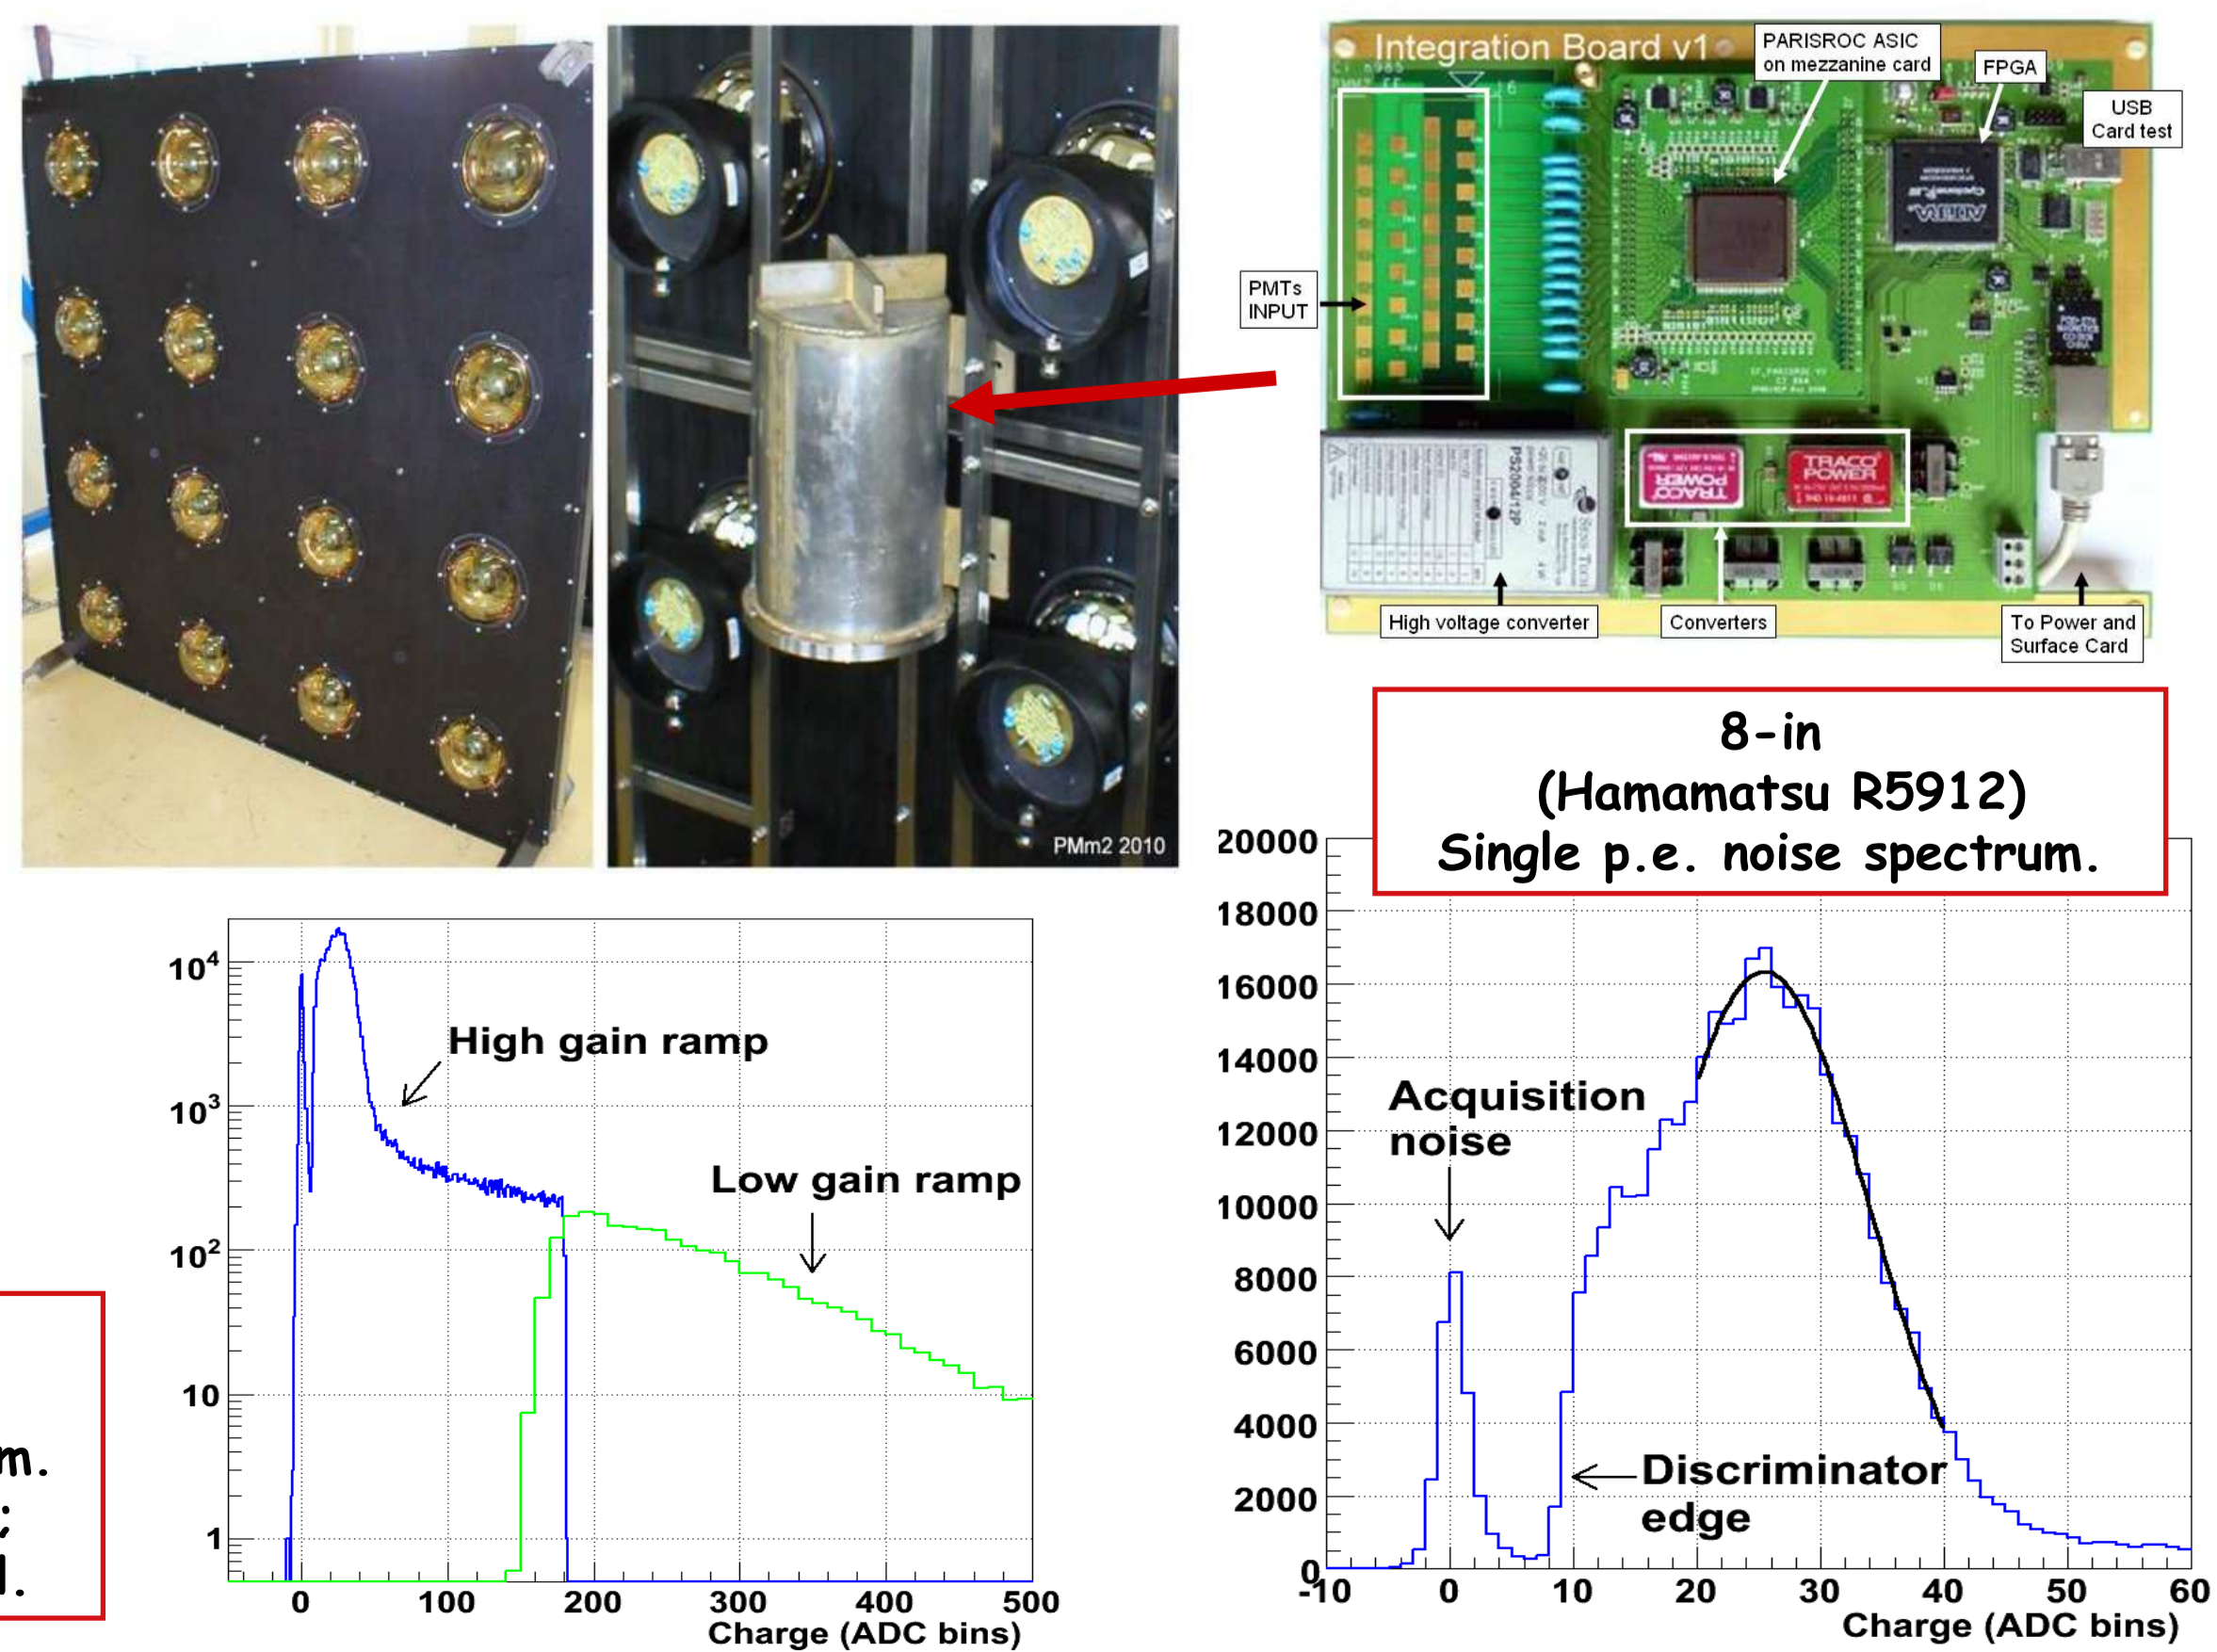 PMm2 2010
Integration Board v1
PARISROC ASIC
on mezzanine card
FPGA
USB
Card test
PMTs
INPUT
ALTERA
Cyclone
PS2004/12P
TRACO
POWER
TRACO
POWER
High voltage converter
Converters
To Power and
Surface Card
8-in
(Hamamatsu R5912)
Single p.e. noise spectrum.
m.
;
10⁴
10³
10²
10
1
High gain ramp
Low gain ramp
0 100 200 300 400 500
Charge (ADC bins)
20000
18000
16000
14000
12000
10000
8000
6000
4000
2000
0
Acquisition
noise
Discriminator
edge
-10 0 10 20 30 40 50 60
Charge (ADC bins)